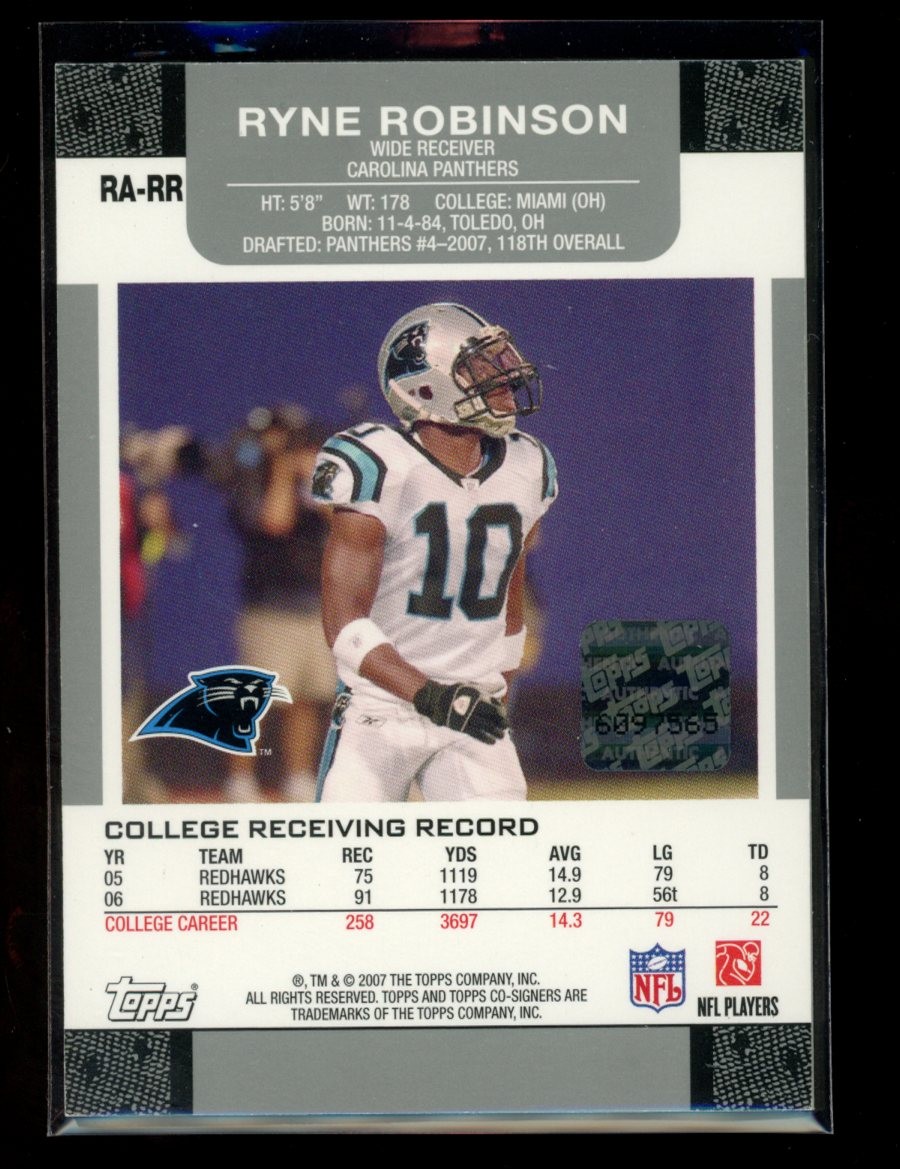 RYNE ROBINSON
WIDE RECEIVER
CAROLINA PANTHERS
RA-RR
HT: 5'8" WT: 178 COLLEGE: MIAMI (OH)
BORN: 11-4-84, TOLEDO, OH
DRAFTED: PANTHERS #4–2007, 118TH OVERALL
10
10
TOPPS
AUTHENTIC
6097565
TM
COLLEGE RECEIVING RECORD
YR TEAM REC YDS AVG LG TD
05 REDHAWKS 75 1119 14.9 79 8
06 REDHAWKS 91 1178 12.9 56t 8
COLLEGE CAREER 258 3697 14.3 79 22
Topps®
®, TM & © 2007 THE TOPPS COMPANY, INC.
ALL RIGHTS RESERVED. TOPPS AND TOPPS CO-SIGNERS ARE
TRADEMARKS OF THE TOPPS COMPANY, INC.
NFL
NFL PLAYERS